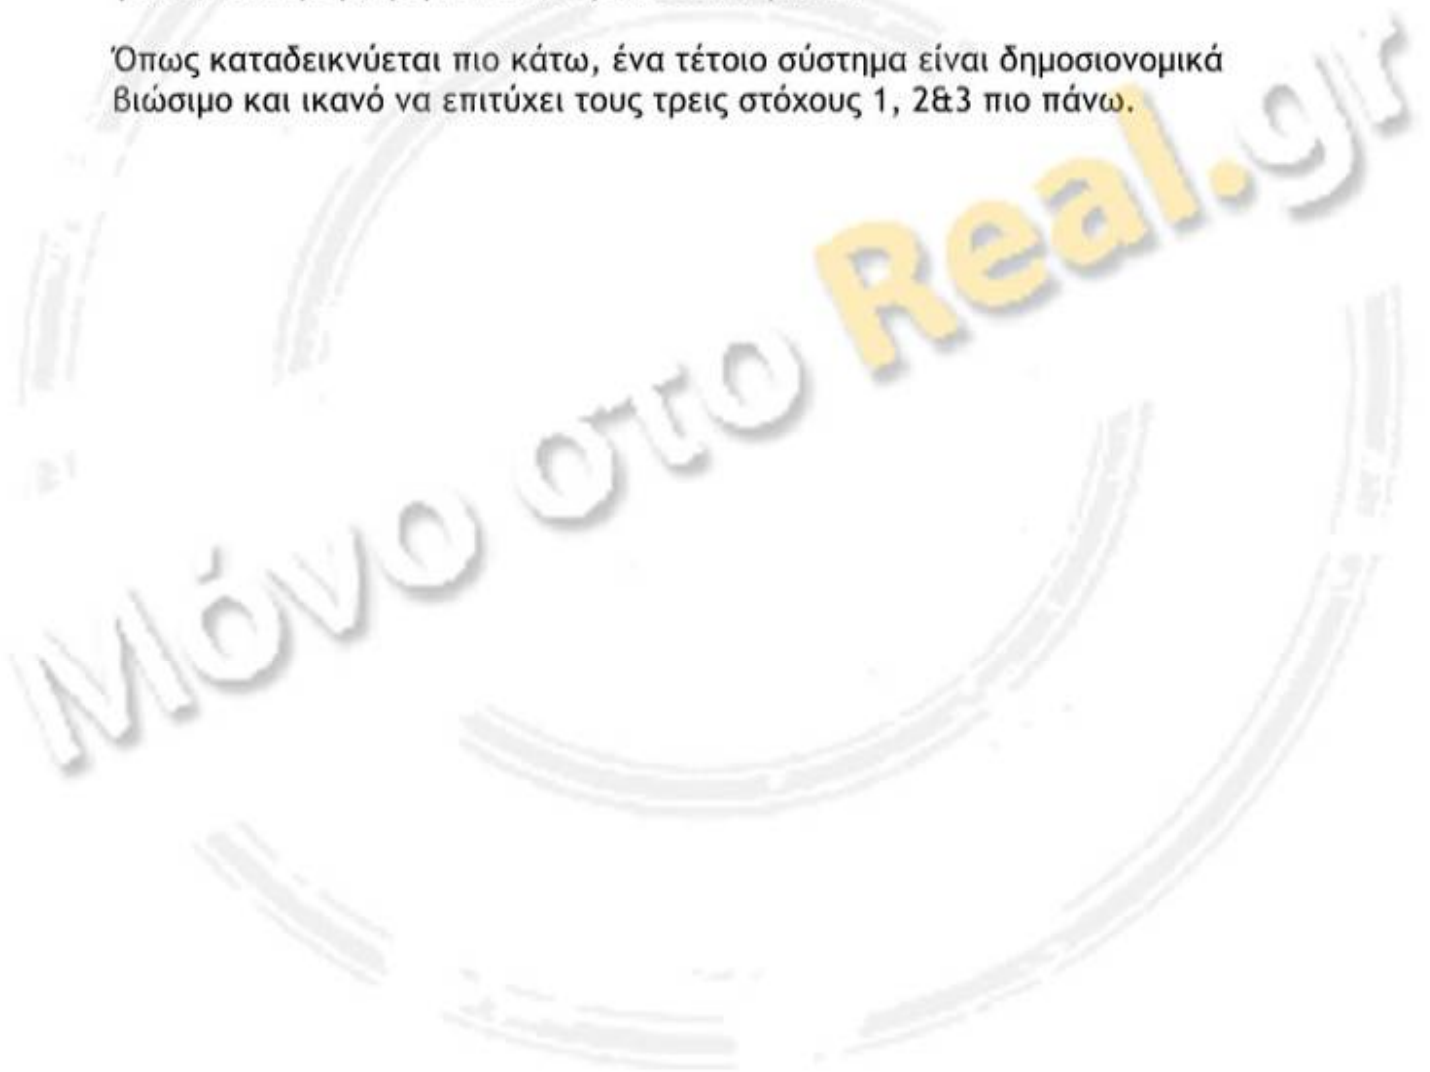 Όπως καταδεικνύεται πιο κάτω, ένα τέτοιο σύστημα είναι δημοσιονομικά
βιώσιμο και ικανό να επιτύχει τους τρεις στόχους 1, 2&3 πιο πάνω.
Μόνο στο Real.gr